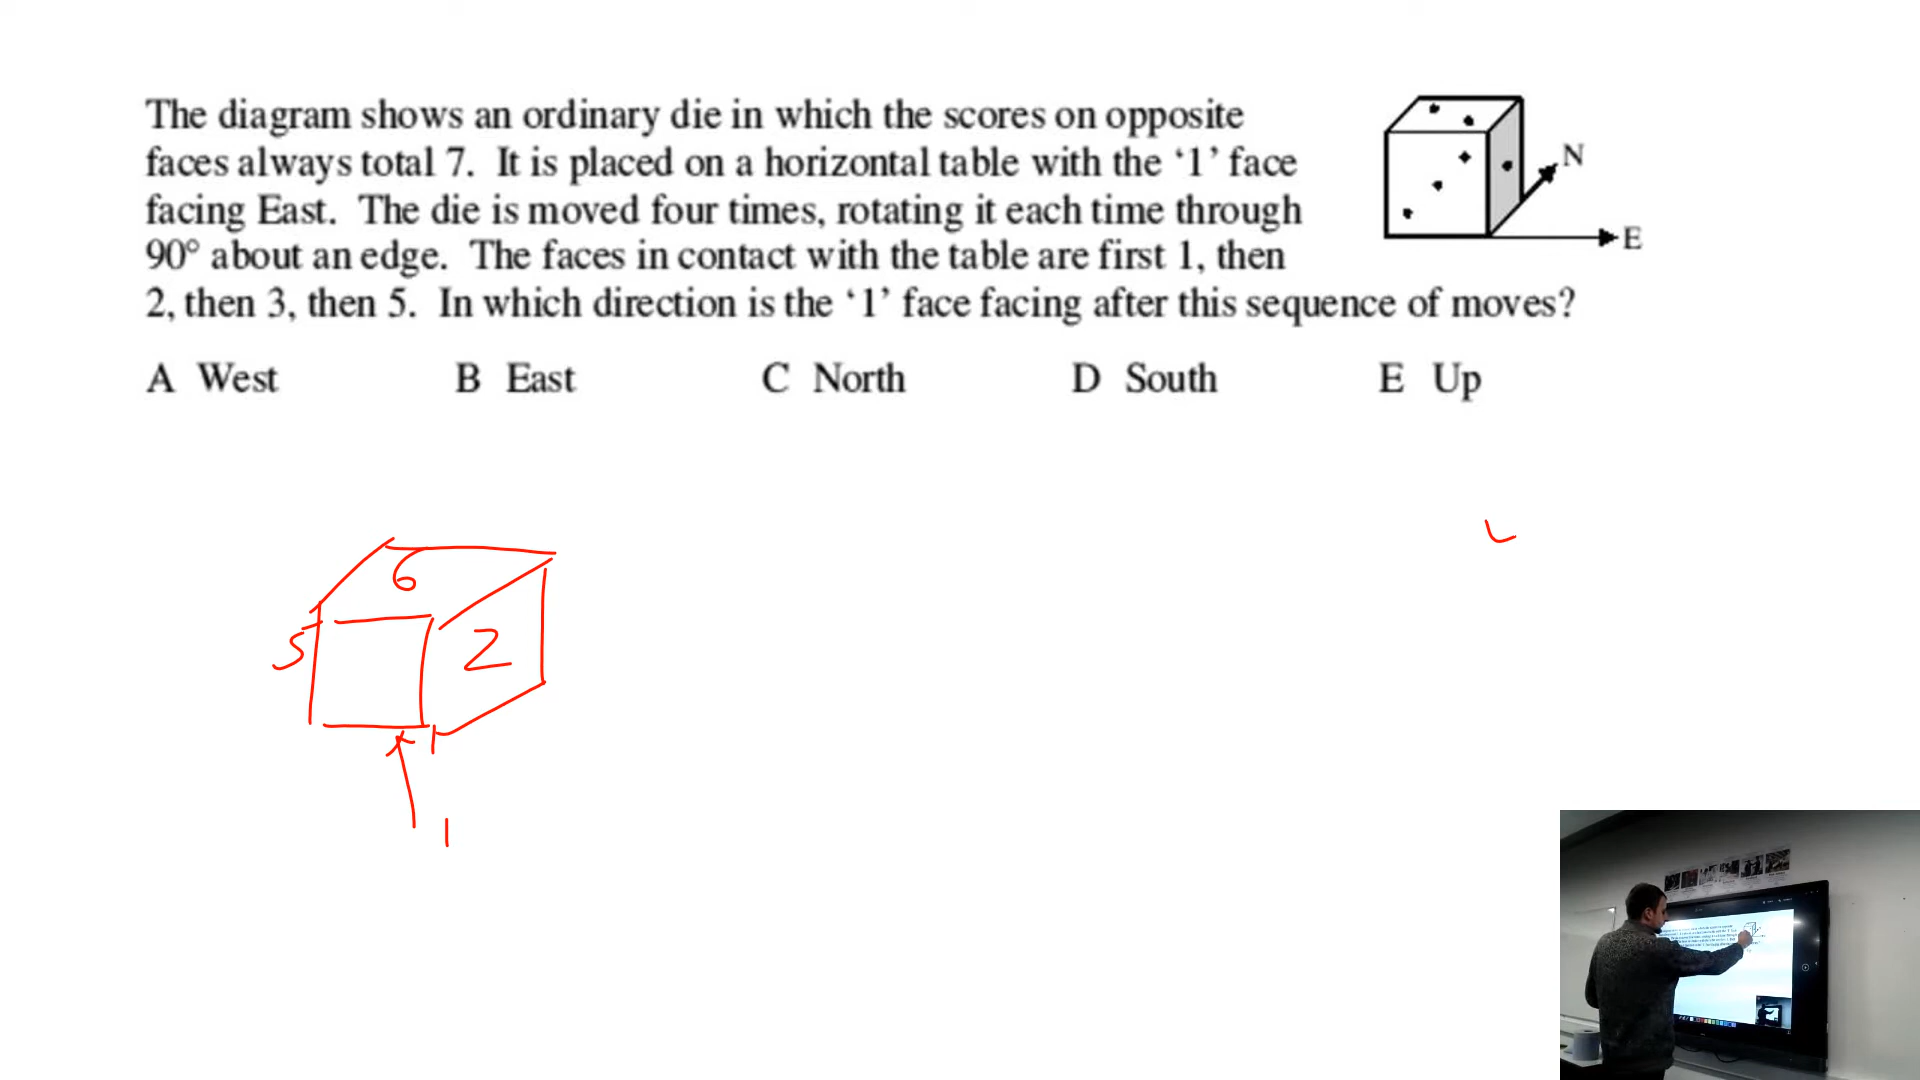 The diagram shows an ordinary die in which the scores on opposite
faces always total 7. It is placed on a horizontal table with the ‘1’ face
facing East. The die is moved four times, rotating it each time through
90° about an edge. The faces in contact with the table are first 1, then
2, then 3, then 5. In which direction is the ‘1’ face facing after this sequence of moves?
N
E
A West B East C North D South E Up
6
5
2
1